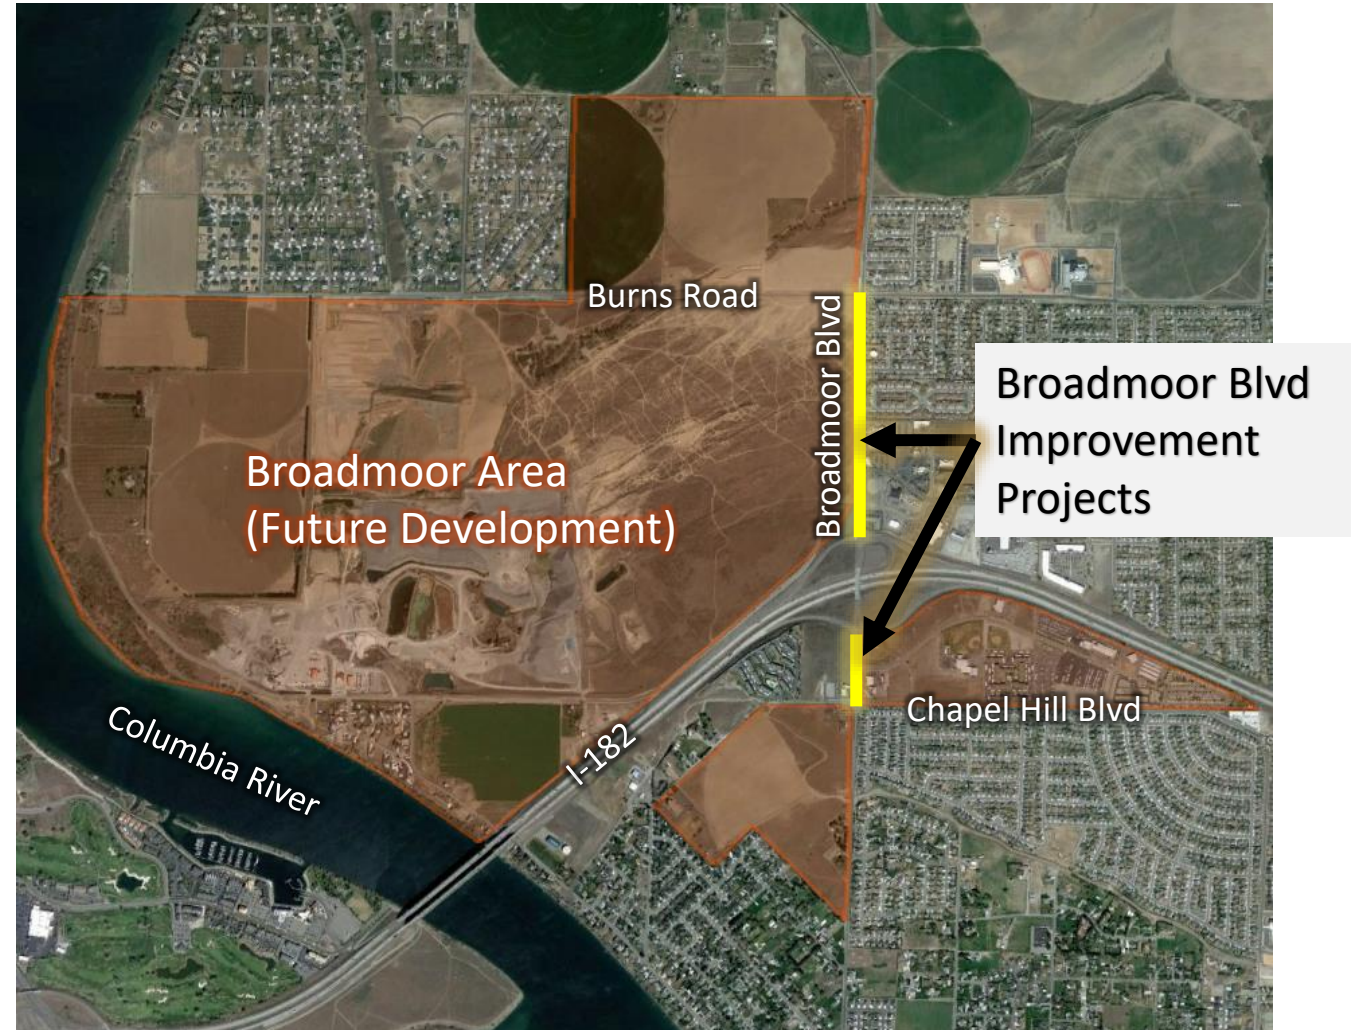 Burns Road
Broadmoor Blvd
Broadmoor Blvd
Improvement
Projects
Broadmoor Area
(Future Development)
Chapel Hill Blvd
I-182
Columbia River